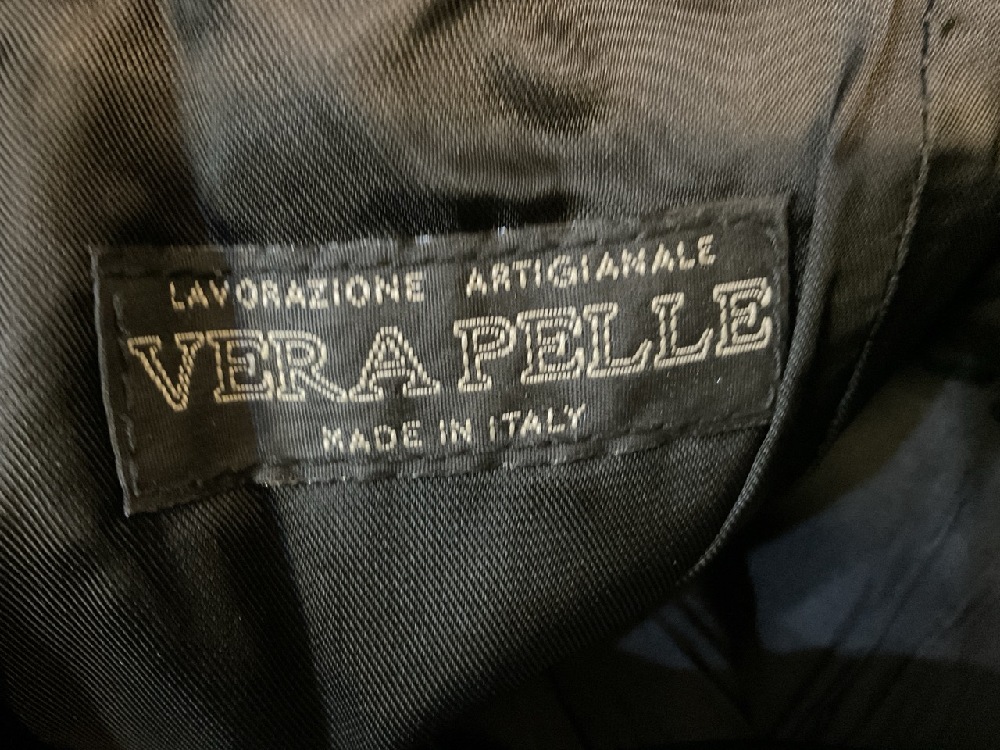 LAVORAZIONE ARTIGIANALE
VERA PELLE
MADE IN ITALY